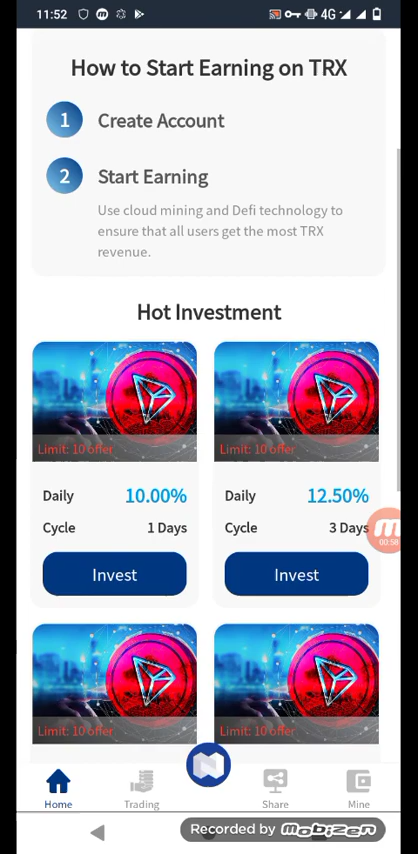 11:52
4G
How to Start Earning on TRX
1 Create Account
2 Start Earning
Use cloud mining and Defi technology to
ensure that all users get the most TRX
revenue.
Hot Investment
Limit: 10 offer
Limit: 10 offer
Daily 10.00%
Daily 12.50%
Cycle 1 Days
Cycle 3 Days
00:58
Invest
Invest
Limit: 10 offer
Limit: 10 offer
Home
Trading
Share
Mine
Recorded by mobizen